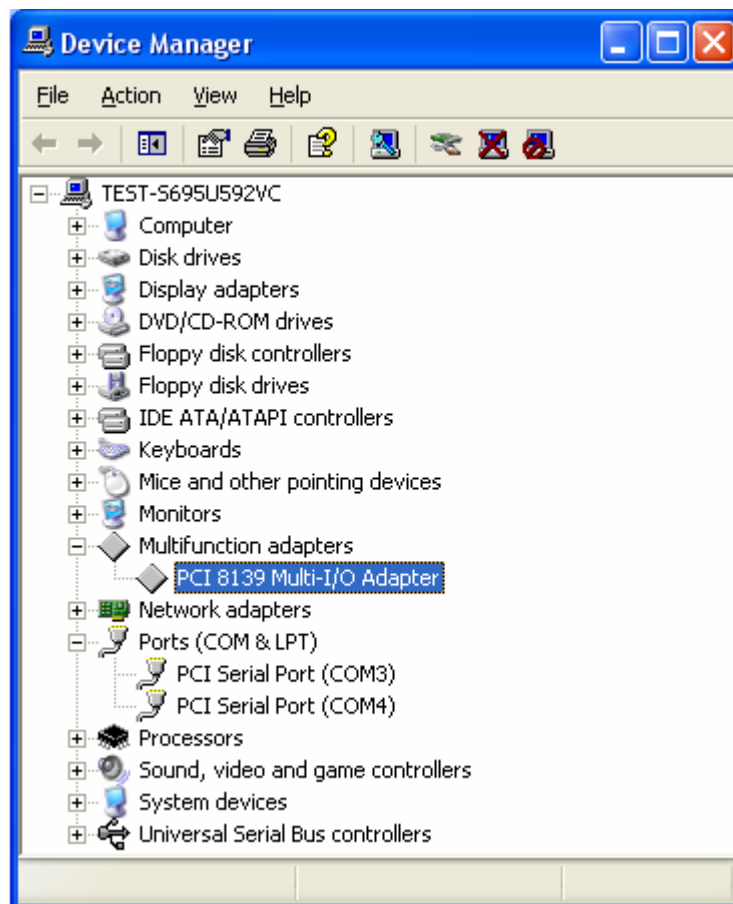 Device Manager
File Action View Help
TEST-S695U592VC
Computer
Disk drives
Display adapters
DVD/CD-ROM drives
Floppy disk controllers
Floppy disk drives
IDE ATA/ATAPI controllers
Keyboards
Mice and other pointing devices
Monitors
Multifunction adapters
PCI 8139 Multi-I/O Adapter
Network adapters
Ports (COM & LPT)
PCI Serial Port (COM3)
PCI Serial Port (COM4)
Processors
Sound, video and game controllers
System devices
Universal Serial Bus controllers